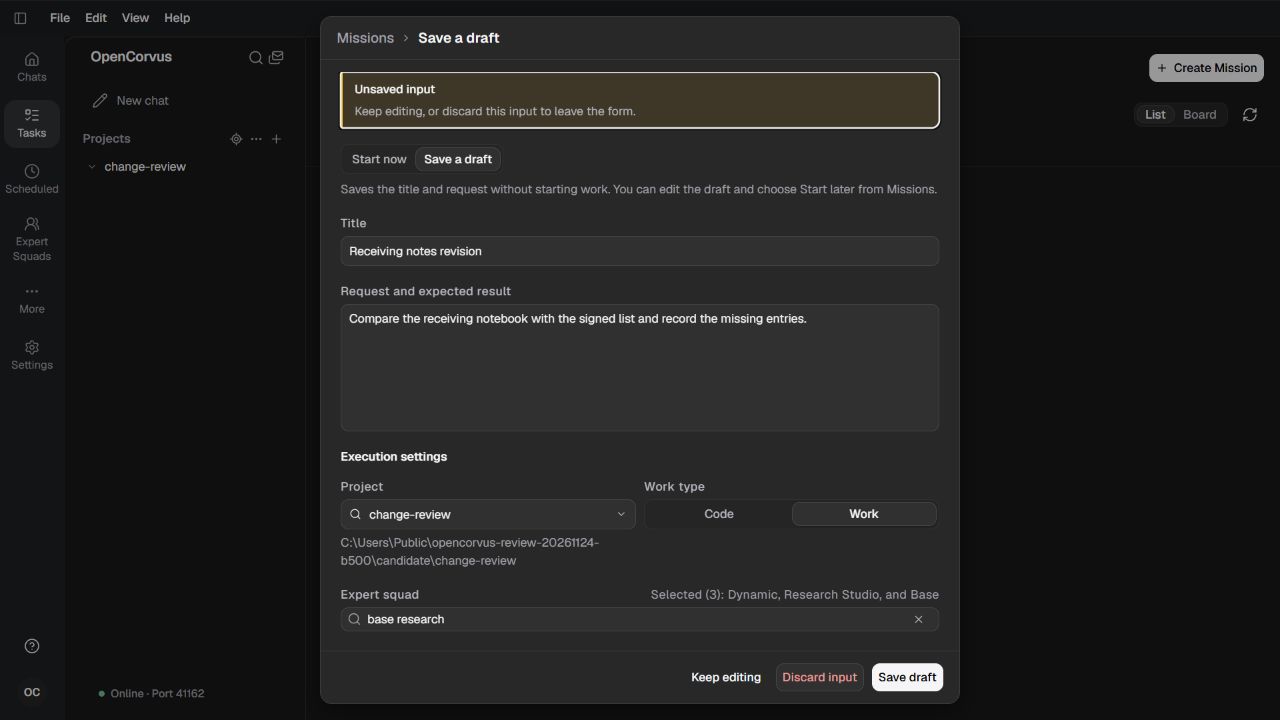 File Edit View Help
Chats
Tasks
Scheduled
Expert
Squads
More
Settings
OC
OpenCorvus
New chat
Projects
change-review
Online · Port 41162
Create Mission
List Board
Missions › Save a draft
Unsaved input
Keep editing, or discard this input to leave the form.
Start now Save a draft
Saves the title and request without starting work. You can edit the draft and choose Start later from Missions.
Title
Receiving notes revision
Request and expected result
Compare the receiving notebook with the signed list and record the missing entries.
Execution settings
Project Work type
change-review Code Work
C:\Users\Public\opencorvus-review-20261124-
b500\candidate\change-review
Expert squad Selected (3): Dynamic, Research Studio, and Base
base research
Keep editing Discard input Save draft